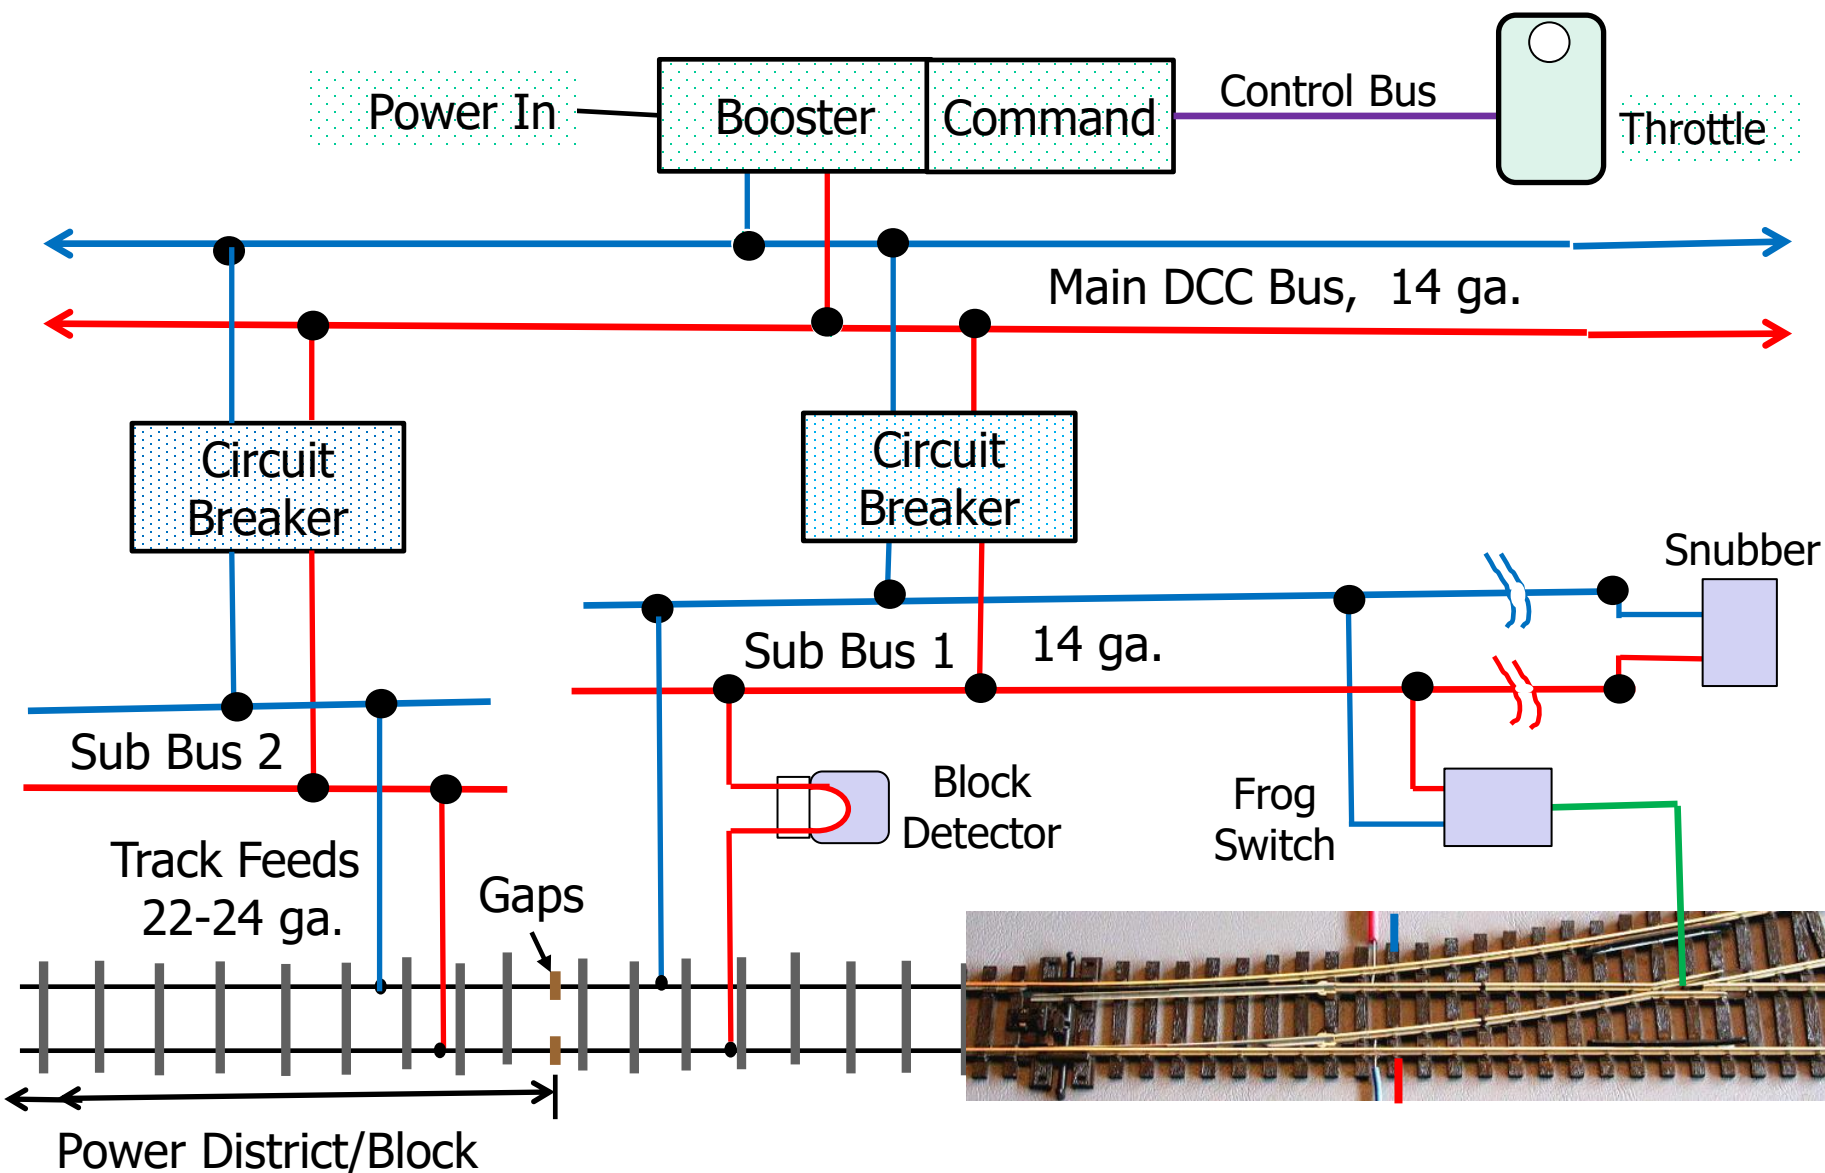 Power In
Booster
Command
Control Bus
Throttle
Main DCC Bus, 14 ga.
Circuit
Breaker
Circuit
Breaker
Snubber
Sub Bus 1
14 ga.
Sub Bus 2
Block
Detector
Frog
Switch
Track Feeds
22-24 ga.
Gaps
Power District/Block